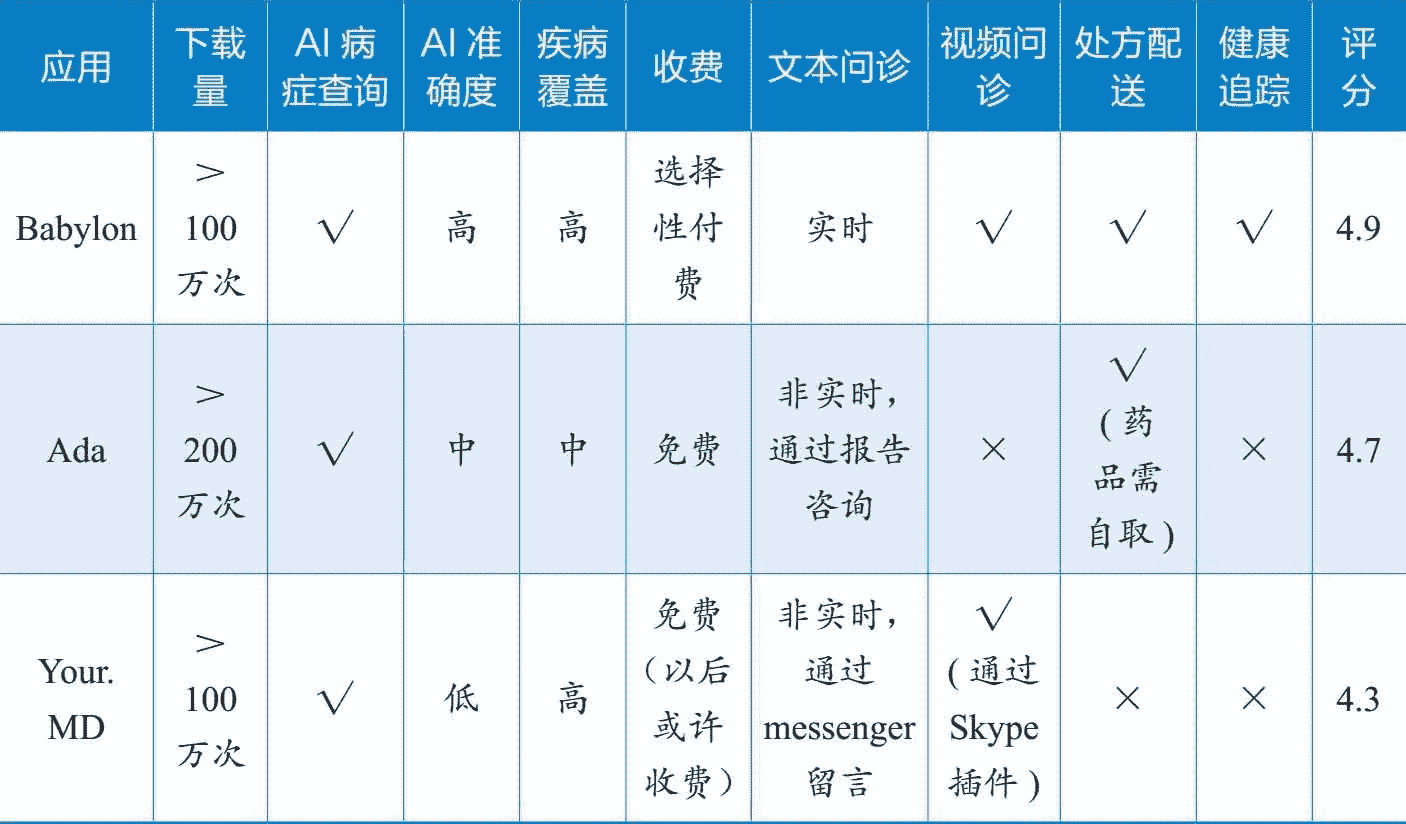 应用
下载
量
AI 病
症查询
AI 准
确度
疾病
覆盖
收费
文本问诊
视频问
诊
处方配
送
健康
追踪
评
分
Babylon
＞
100
万次
√
高
高
选择
性付
费
实时
√
√
√
4.9
Ada
＞
200
万次
√
中
中
免费
非实时，
通过报告
咨询
×
√
（药
品需
自取）
×
4.7
Your.
MD
＞
100
万次
√
低
高
免费
（以后
或许
收费）
非实时，
通过
messenger
留言
√
（通过
Skype
插件）
×
×
4.3